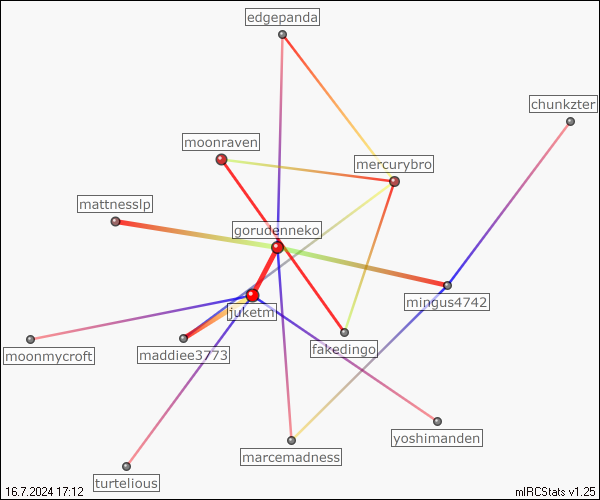 edgepanda
chunkzter
moonraven
mercurybro
mattnesslp
gorudenneko
mingus4742
juketm
fakedingo
moonmycroft
maddiee3773
yoshimanden
marcemadness
turtelious
16.7.2024 17:12
mIRCStats v1.25